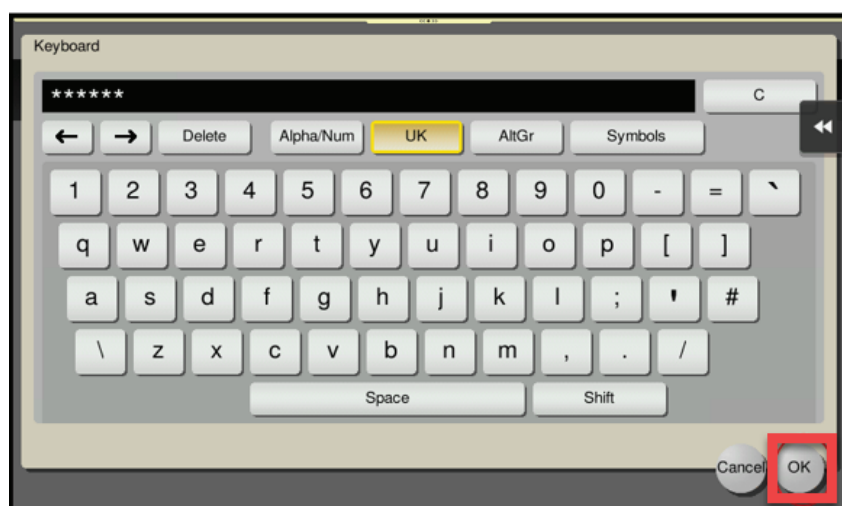 Keyboard
****** C
← → Delete Alpha/Num UK AltGr Symbols
1 2 3 4 5 6 7 8 9 0 - = `
q w e r t y u i o p [ ]
a s d f g h j k l ; ' #
\ z x c v b n m , . /
Space Shift
Cancel OK